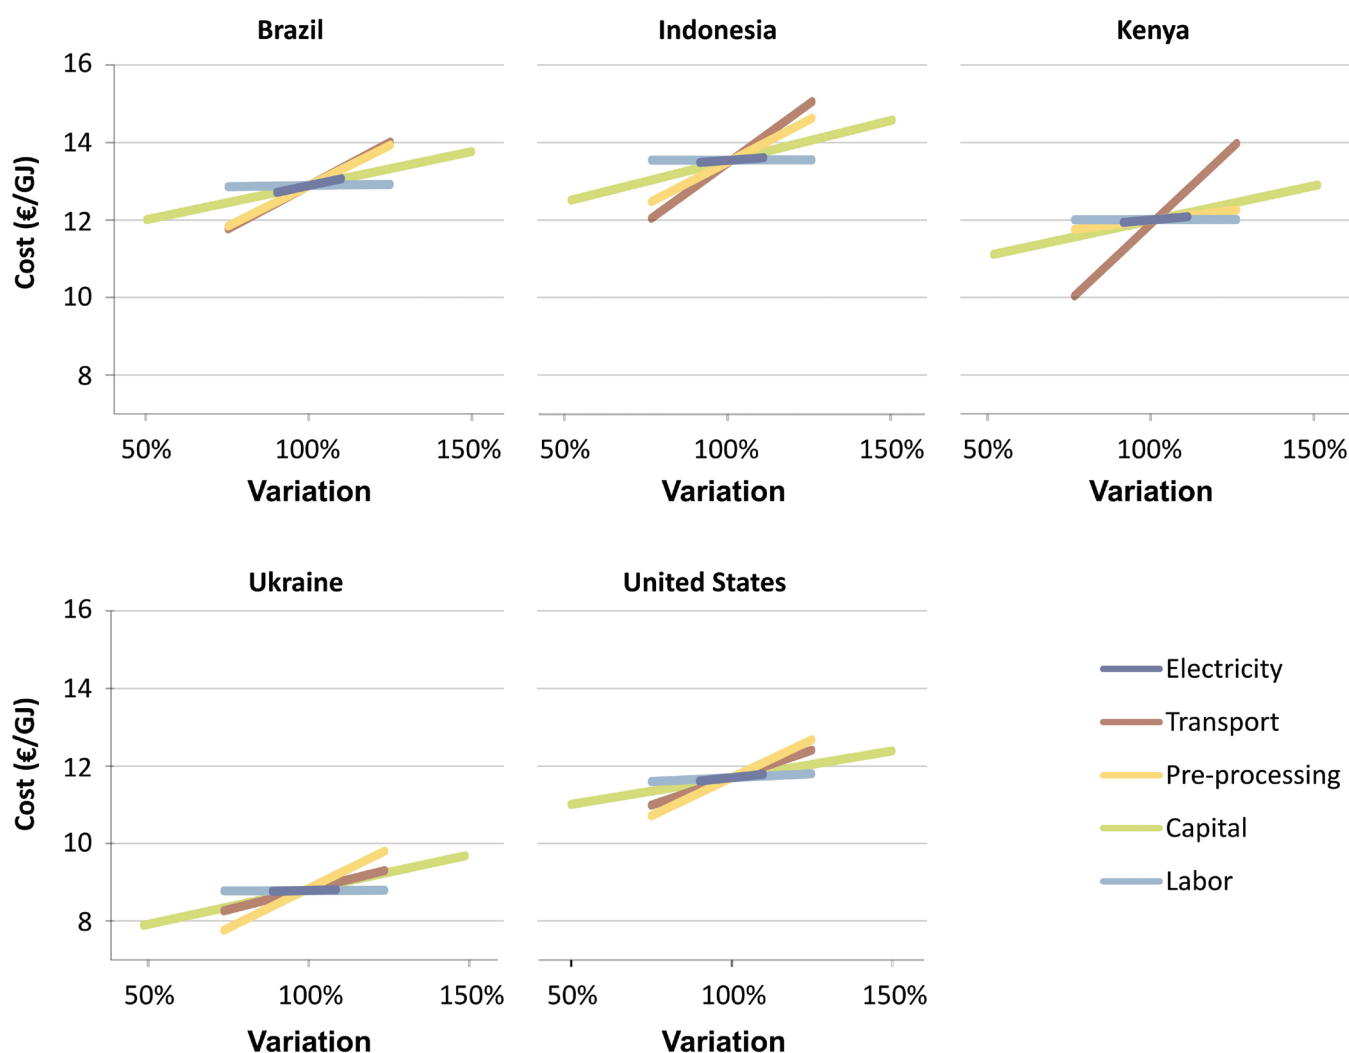 Brazil
Indonesia
Kenya
Cost (€/GJ)
16
14
12
10
8
50%
100%
150%
50%
100%
150%
50%
100%
150%
Variation
Variation
Variation
Ukraine
United States
Cost (€/GJ)
16
14
12
10
8
50%
100%
150%
50%
100%
150%
Variation
Variation
Electricity
Transport
Pre-processing
Capital
Labor